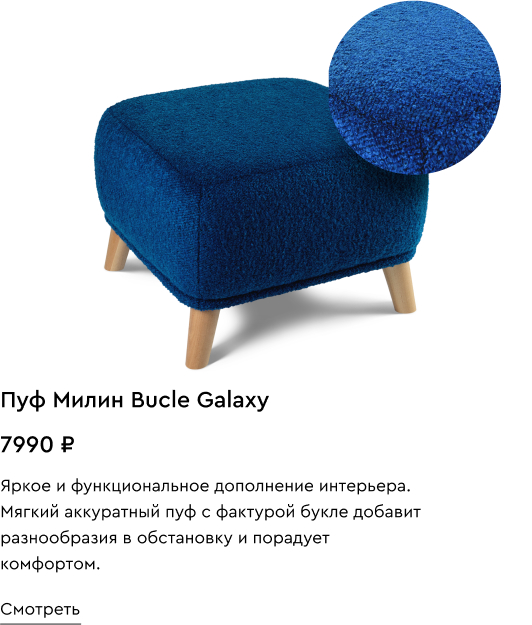 Пуф Милин Bucle Galaxy
7990 ₽
Яркое и функциональное дополнение интерьера.
Мягкий аккуратный пуф с фактурой букле добавит
разнообразия в обстановку и порадует
комфортом.
Смотреть